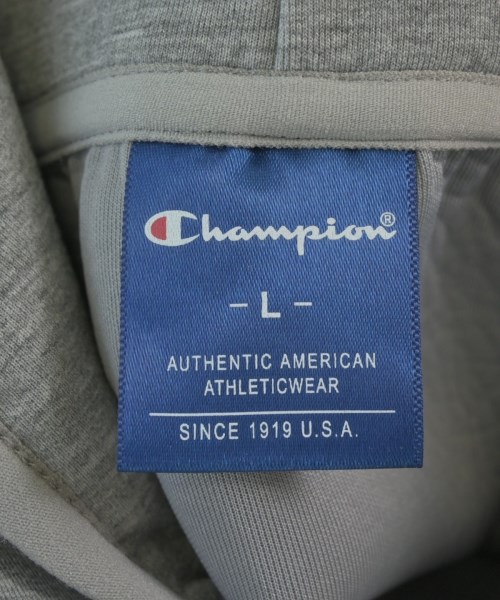 Champion®
- L -
AUTHENTIC AMERICAN
ATHLETICWEAR
SINCE 1919 U.S.A.